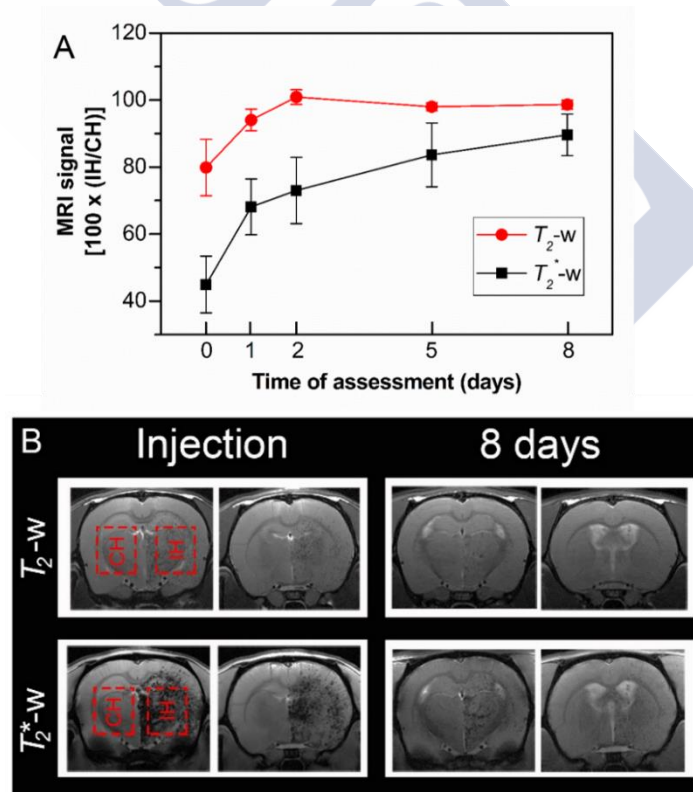 A
120
100
80
60
40
MRI signal
[100 x (IH/CH)]
T2-w
T2*-w
0 1 2 5 8
Time of assessment (days)
B
Injection 8 days
T2-w
CH IH
T2*-w
CH IH